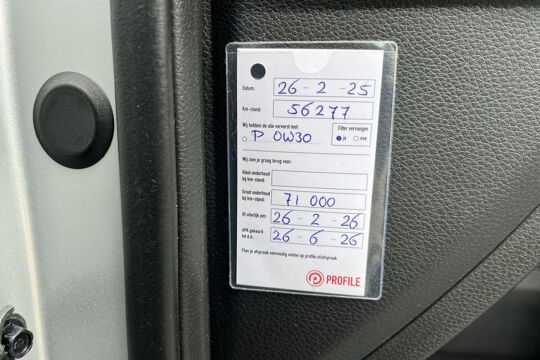 Datum: 26 - 2 - 25
Km-stand: 56277
Wij hebben de olie ververst met: Filter vervangen
P 0W30 ja nee
Wij zien je graag terug voor:
Klein onderhoud
bij km-stand:
Groot onderhoud
bij km-stand: 71 000
Of uiterlijk per: 26 - 2 - 26
APK gekeurd
tot d.d.: 26 - 6 - 26
Plan je afspraak eenvoudig online op profile.nl/afspraak
PROFILE